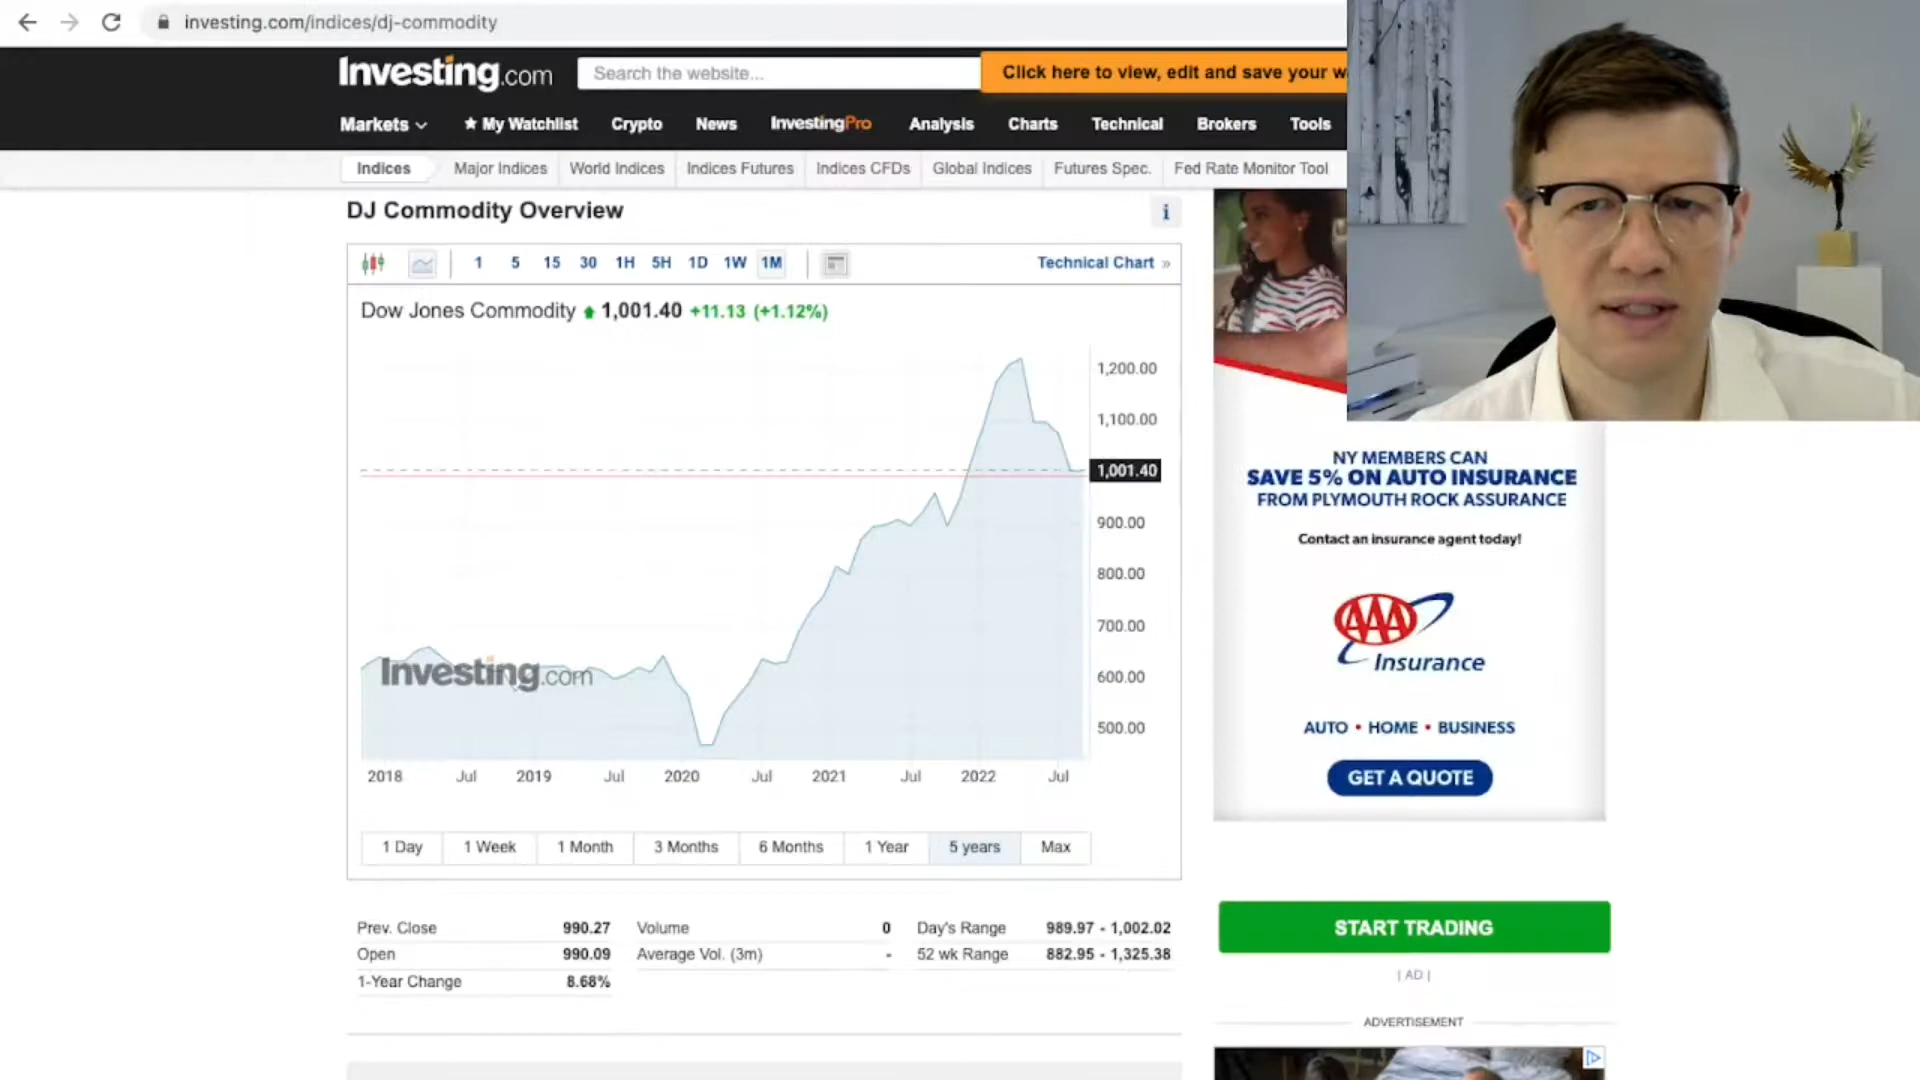 investing.com/indices/dj-commodity
Investing.com
Search the website...
Click here to view, edit and save your w
Markets
My Watchlist
Crypto
News
InvestingPro
Analysis
Charts
Technical
Brokers
Tools
Indices
Major Indices
World Indices
Indices Futures
Indices CFDs
Global Indices
Futures Spec.
Fed Rate Monitor Tool
DJ Commodity Overview
i
1 5 15 30 1H 5H 1D 1W 1M
Technical Chart »
Dow Jones Commodity 1,001.40 +11.13 (+1.12%)
1,200.00
1,100.00
1,001.40
900.00
800.00
700.00
600.00
500.00
Investing.com
2018 Jul 2019 Jul 2020 Jul 2021 Jul 2022 Jul
1 Day
1 Week
1 Month
3 Months
6 Months
1 Year
5 years
Max
Prev. Close 990.27
Open 990.09
1-Year Change 8.68%
Volume 0
Average Vol. (3m) -
Day's Range 989.97 - 1,002.02
52 wk Range 882.95 - 1,325.38
NY MEMBERS CAN
SAVE 5% ON AUTO INSURANCE
FROM PLYMOUTH ROCK ASSURANCE
Contact an insurance agent today!
AAA
Insurance
AUTO • HOME • BUSINESS
GET A QUOTE
START TRADING
| AD |
ADVERTISEMENT